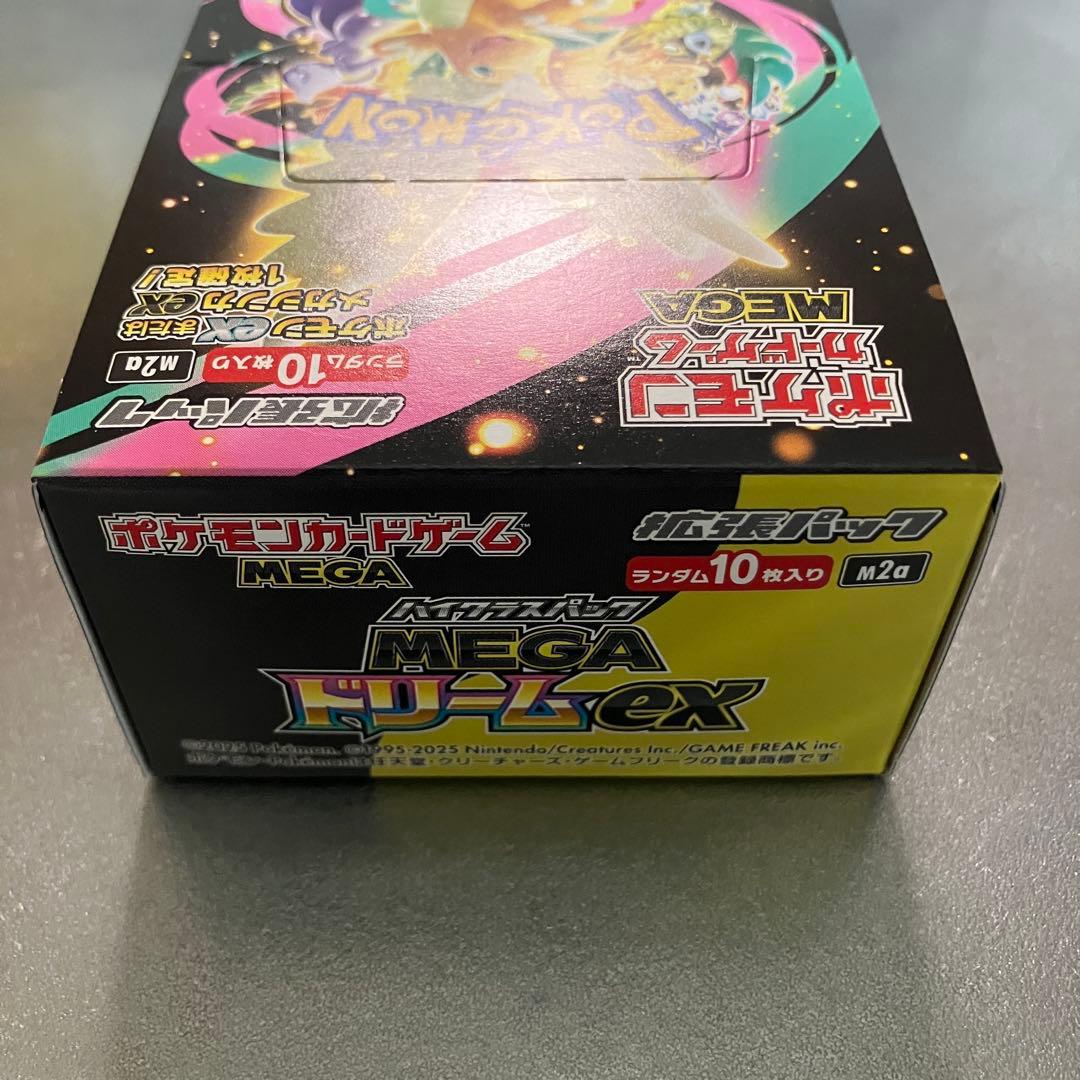 POKéMON
ポケモンexまたは
メガシンカex
1枚確定!
拡張パック
ランダム10枚入り
M2a
ポケモン
カードゲーム™
MEGA
ポケモンカードゲーム™
MEGA
拡張パック
ランダム10枚入り
M2a
ハイクラスパック
MEGA
ドリームex
©2025 Pokémon. ©1995-2025 Nintendo/Creatures Inc./GAME FREAK inc.
ポケモン・Pokémonは任天堂・クリーチャーズ・ゲームフリークの登録商標です。